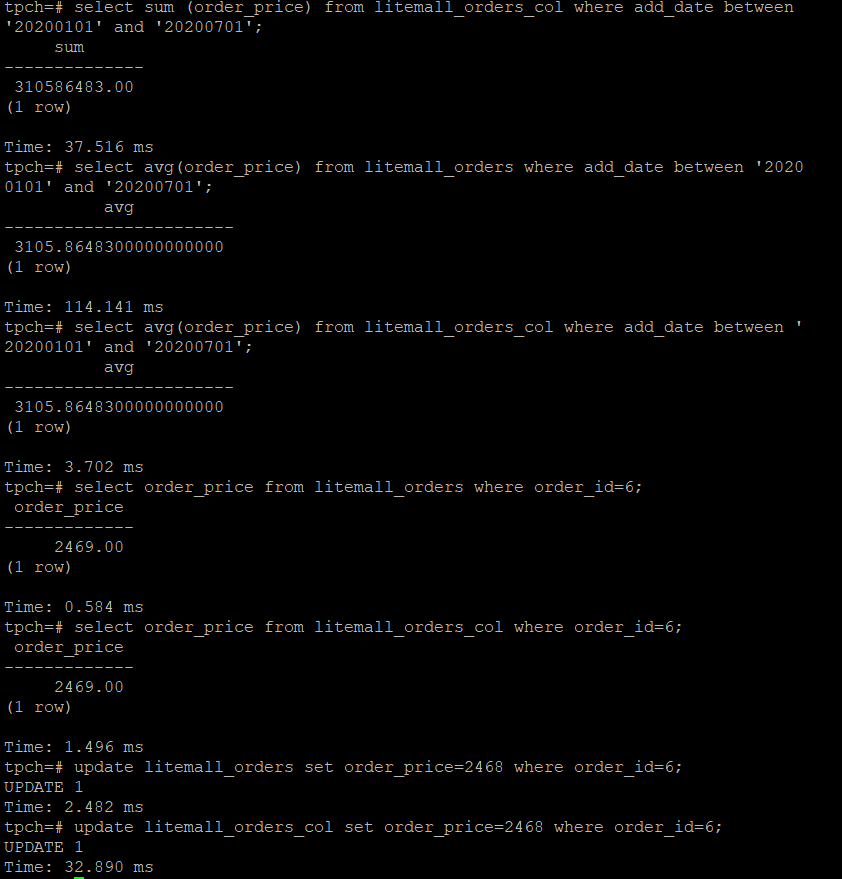 tpch=# select sum (order_price) from litemall_orders_col where add_date between
'20200101' and '20200701';
     sum
--------------
 310586483.00
(1 row)

Time: 37.516 ms
tpch=# select avg(order_price) from litemall_orders where add_date between '2020
0101' and '20200701';
          avg
-----------------------
 3105.8648300000000000
(1 row)

Time: 114.141 ms
tpch=# select avg(order_price) from litemall_orders_col where add_date between '
20200101' and '20200701';
          avg
-----------------------
 3105.8648300000000000
(1 row)

Time: 3.702 ms
tpch=# select order_price from litemall_orders where order_id=6;
 order_price
-------------
     2469.00
(1 row)

Time: 0.584 ms
tpch=# select order_price from litemall_orders_col where order_id=6;
 order_price
-------------
     2469.00
(1 row)

Time: 1.496 ms
tpch=# update litemall_orders set order_price=2468 where order_id=6;
UPDATE 1
Time: 2.482 ms
tpch=# update litemall_orders_col set order_price=2468 where order_id=6;
UPDATE 1
Time: 32.890 ms